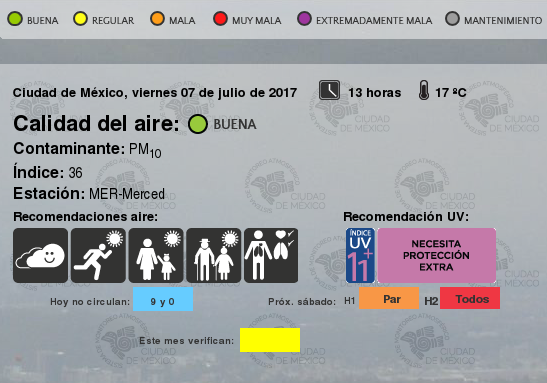 BUENA REGULAR MALA MUY MALA EXTREMADAMENTE MALA MANTENIMIENTO
Ciudad de México, viernes 07 de julio de 2017 13 horas 17 ºC
Calidad del aire: BUENA
Contaminante: PM10
Índice: 36
Estación: MER-Merced
Recomendaciones aire: Recomendación UV:
ÍNDICE
UV
11+
NECESITA
PROTECCIÓN
EXTRA
Hoy no circulan: 9 y 0 Próx. sábado: H1 Par H2 Todos
Este mes verifican:
CIUDAD
DE MÉXICO